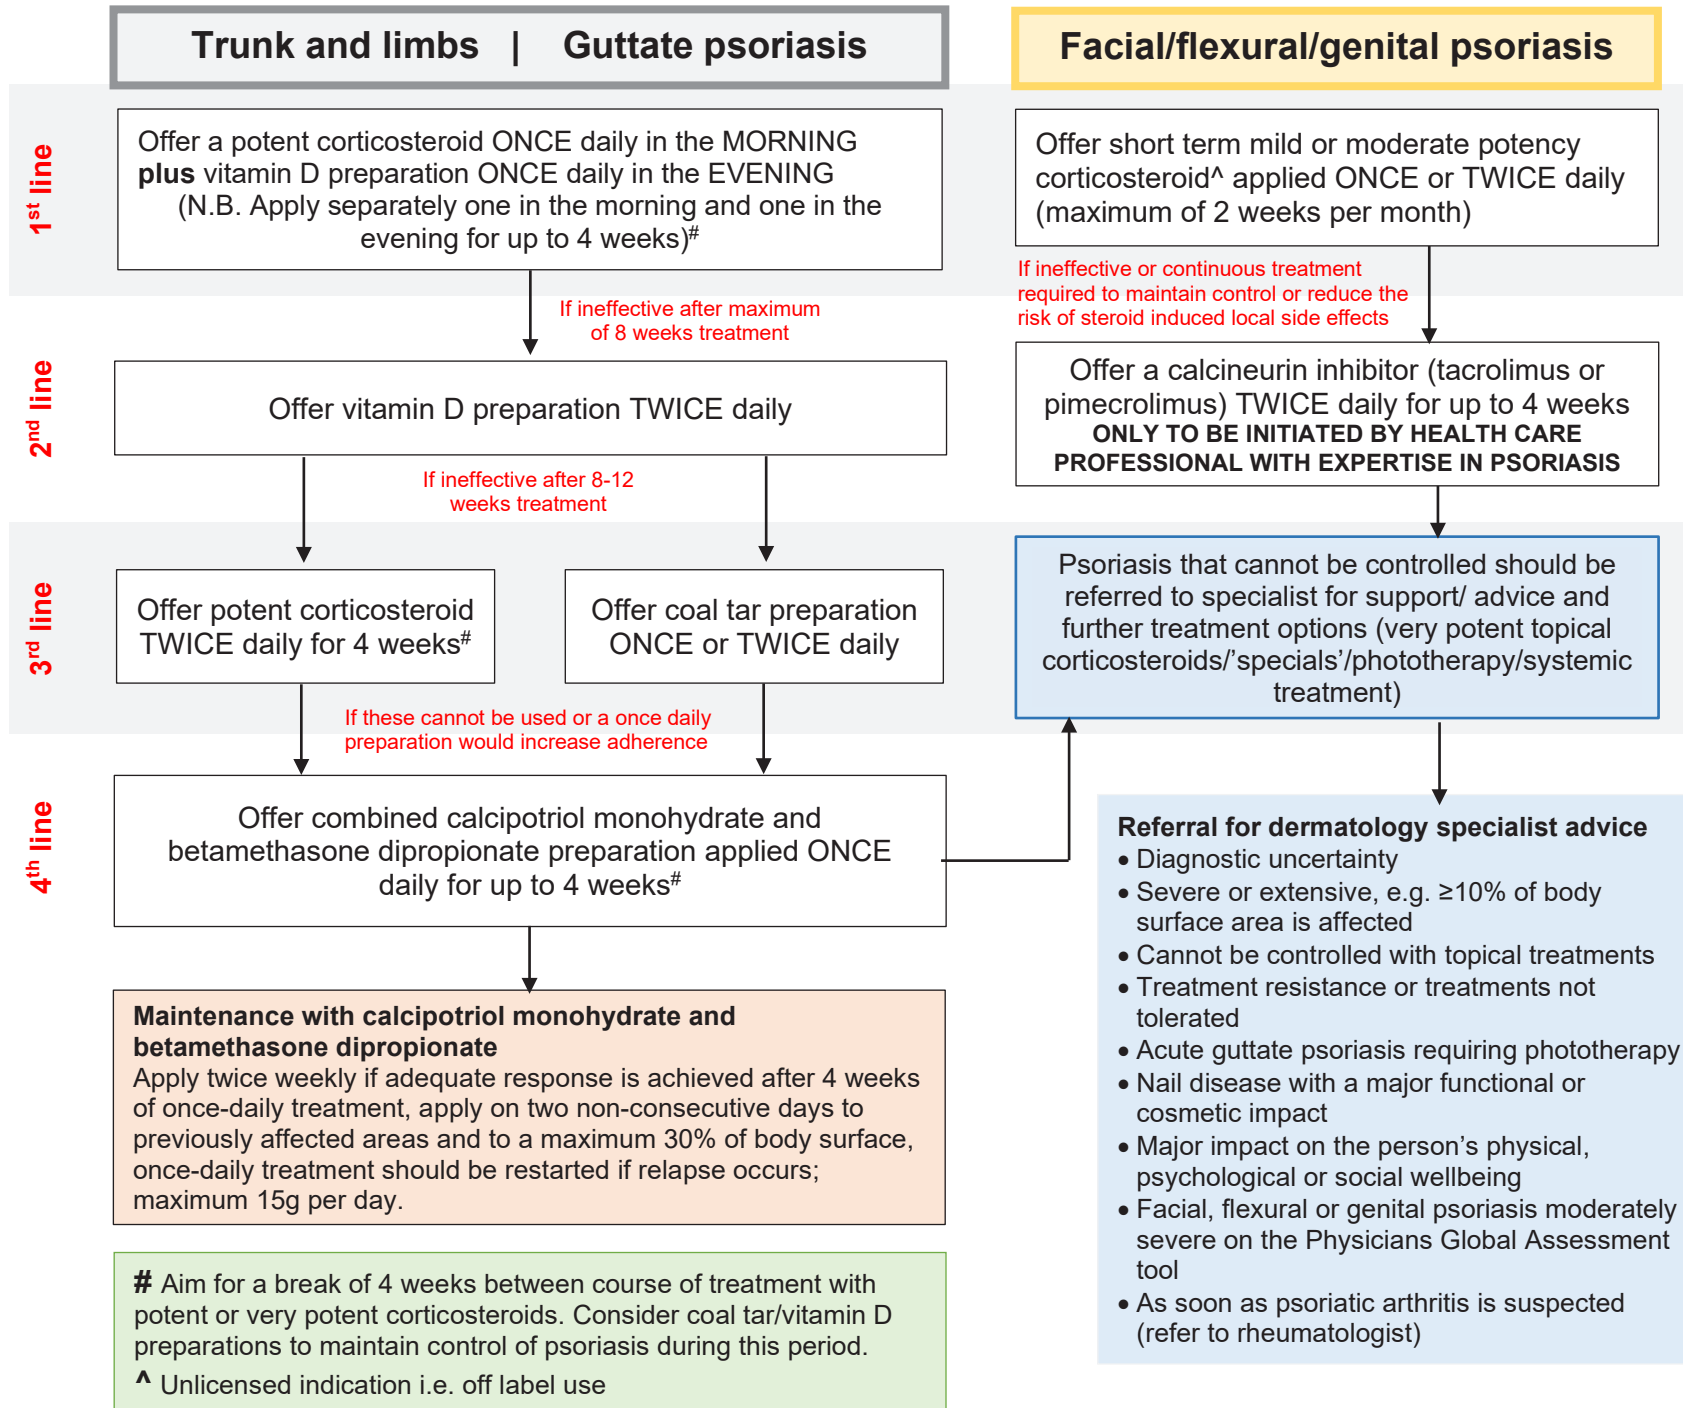 Trunk and limbs | Guttate psoriasis
1st line
Offer a potent corticosteroid ONCE daily in the MORNING
plus vitamin D preparation ONCE daily in the EVENING
(N.B. Apply separately one in the morning and one in the
evening for up to 4 weeks)#
If ineffective after maximum
of 8 weeks treatment
2nd line
Offer vitamin D preparation TWICE daily
If ineffective after 8-12
weeks treatment
3rd line
Offer potent corticosteroid
TWICE daily for 4 weeks#
Offer coal tar preparation
ONCE or TWICE daily
If these cannot be used or a once daily
preparation would increase adherence
4th line
Offer combined calcipotriol monohydrate and
betamethasone dipropionate preparation applied ONCE
daily for up to 4 weeks#
Maintenance with calcipotriol monohydrate and
betamethasone dipropionate
Apply twice weekly if adequate response is achieved after 4 weeks
of once-daily treatment, apply on two non-consecutive days to
previously affected areas and to a maximum 30% of body surface,
once-daily treatment should be restarted if relapse occurs;
maximum 15g per day.
# Aim for a break of 4 weeks between course of treatment with
potent or very potent corticosteroids. Consider coal tar/vitamin D
preparations to maintain control of psoriasis during this period.
^ Unlicensed indication i.e. off label use
Facial/flexural/genital psoriasis
Offer short term mild or moderate potency
corticosteroid^ applied ONCE or TWICE daily
(maximum of 2 weeks per month)
If ineffective or continuous treatment
required to maintain control or reduce the
risk of steroid induced local side effects
Offer a calcineurin inhibitor (tacrolimus or
pimecrolimus) TWICE daily for up to 4 weeks
ONLY TO BE INITIATED BY HEALTH CARE
PROFESSIONAL WITH EXPERTISE IN PSORIASIS
Psoriasis that cannot be controlled should be
referred to specialist for support/ advice and
further treatment options (very potent topical
corticosteroids/’specials’/phototherapy/systemic
treatment)
Referral for dermatology specialist advice
• Diagnostic uncertainty
• Severe or extensive, e.g. ≥10% of body
surface area is affected
• Cannot be controlled with topical treatments
• Treatment resistance or treatments not
tolerated
• Acute guttate psoriasis requiring phototherapy
• Nail disease with a major functional or
cosmetic impact
• Major impact on the person’s physical,
psychological or social wellbeing
• Facial, flexural or genital psoriasis moderately
severe on the Physicians Global Assessment
tool
• As soon as psoriatic arthritis is suspected
(refer to rheumatologist)